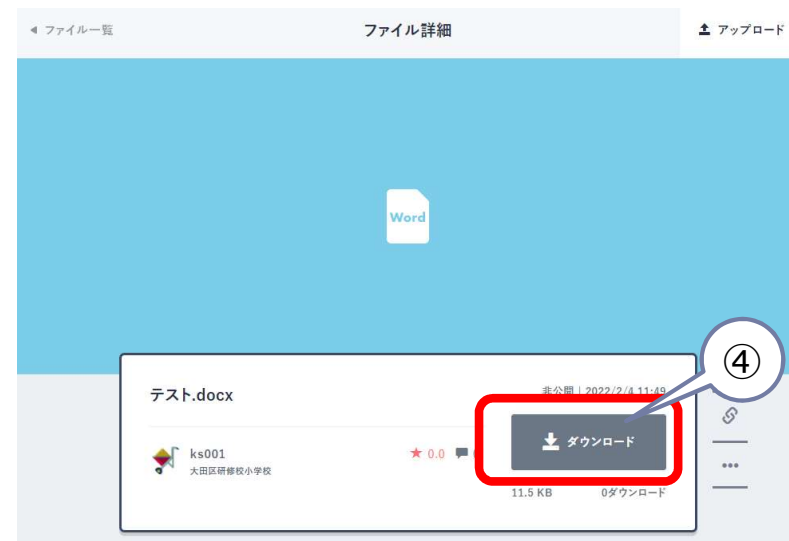 ファイル一覧
ファイル詳細
アップロード
Word
④
テスト.docx
非公開 | 2022/2/4 11:49
ダウンロード
ks001
大田区研修校小学校
0.0
11.5 KB
0ダウンロード